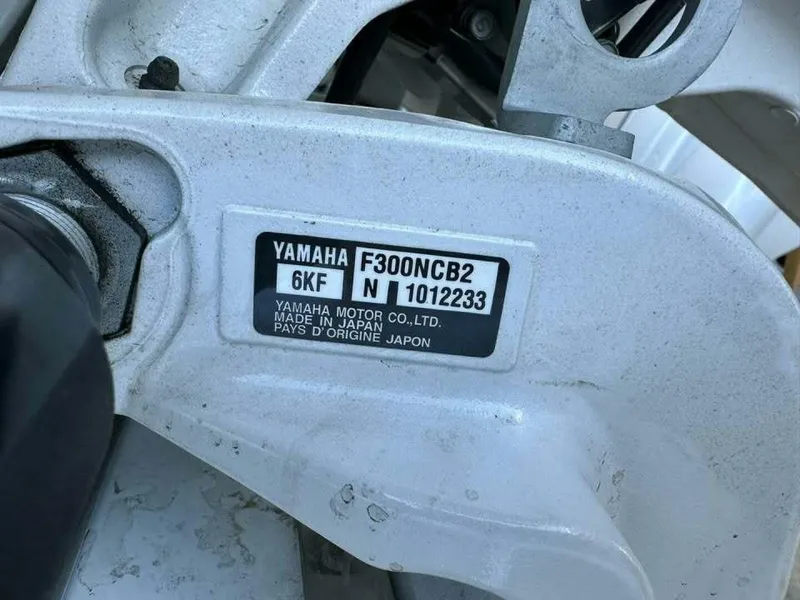 YAMAHA F300NCB2
6KF N 1012233
YAMAHA MOTOR CO.,LTD.
MADE IN JAPAN
PAYS D'ORIGINE JAPON